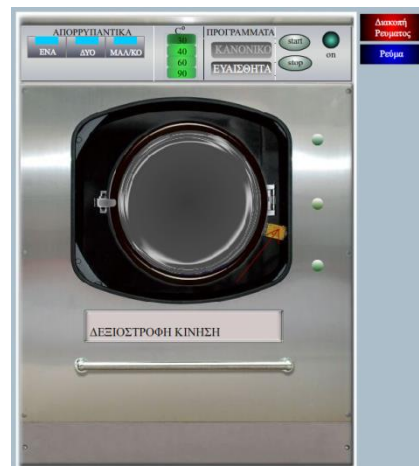 ΑΠΟΡΡΥΠΑΝΤΙΚΑ
ΕΝΑ ΔΥΟ ΜΑΛ/ΚΟ
C°
30
40
60
90
ΠΡΟΓΡΑΜΜΑΤΑ
ΚΑΝΟΝΙΚΟ
ΕΥΑΙΣΘΗΤΑ
start
stop
on
Διακοπή
Ρευματος
Ρεύμα
ΔΕΞΙΟΣΤΡΟΦΗ ΚΙΝΗΣΗ